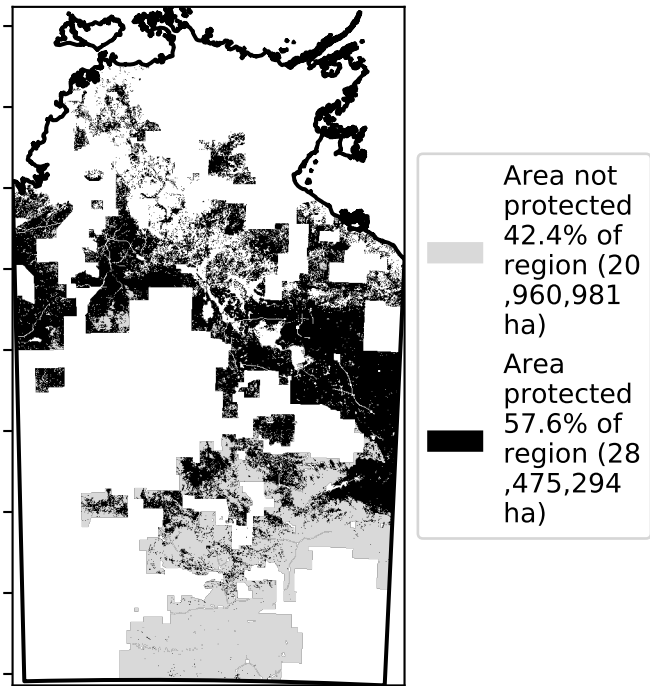 Area not
protected
42.4% of
region (20
,960,981
ha)
Area
protected
57.6% of
region (28
,475,294
ha)